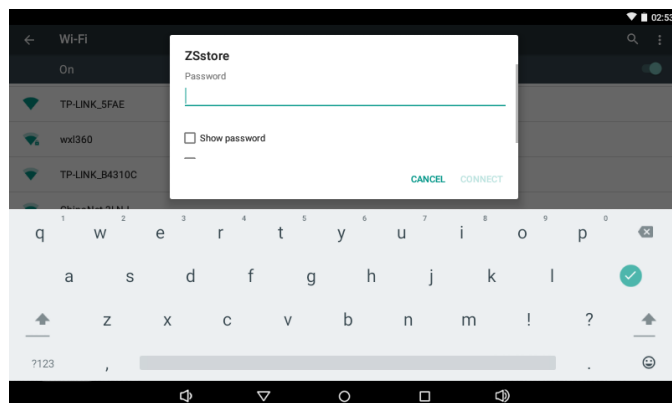 02:53
Wi-Fi
On
TP-LINK_5FAE
wxl360
TP-LINK_B4310C
ZSstore
Password
Show password
CANCEL CONNECT
1 2 3 4 5 6 7 8 9 0
q w e r t y u i o p
a s d f g h j k l
z x c v b n m ! ?
?123 , .